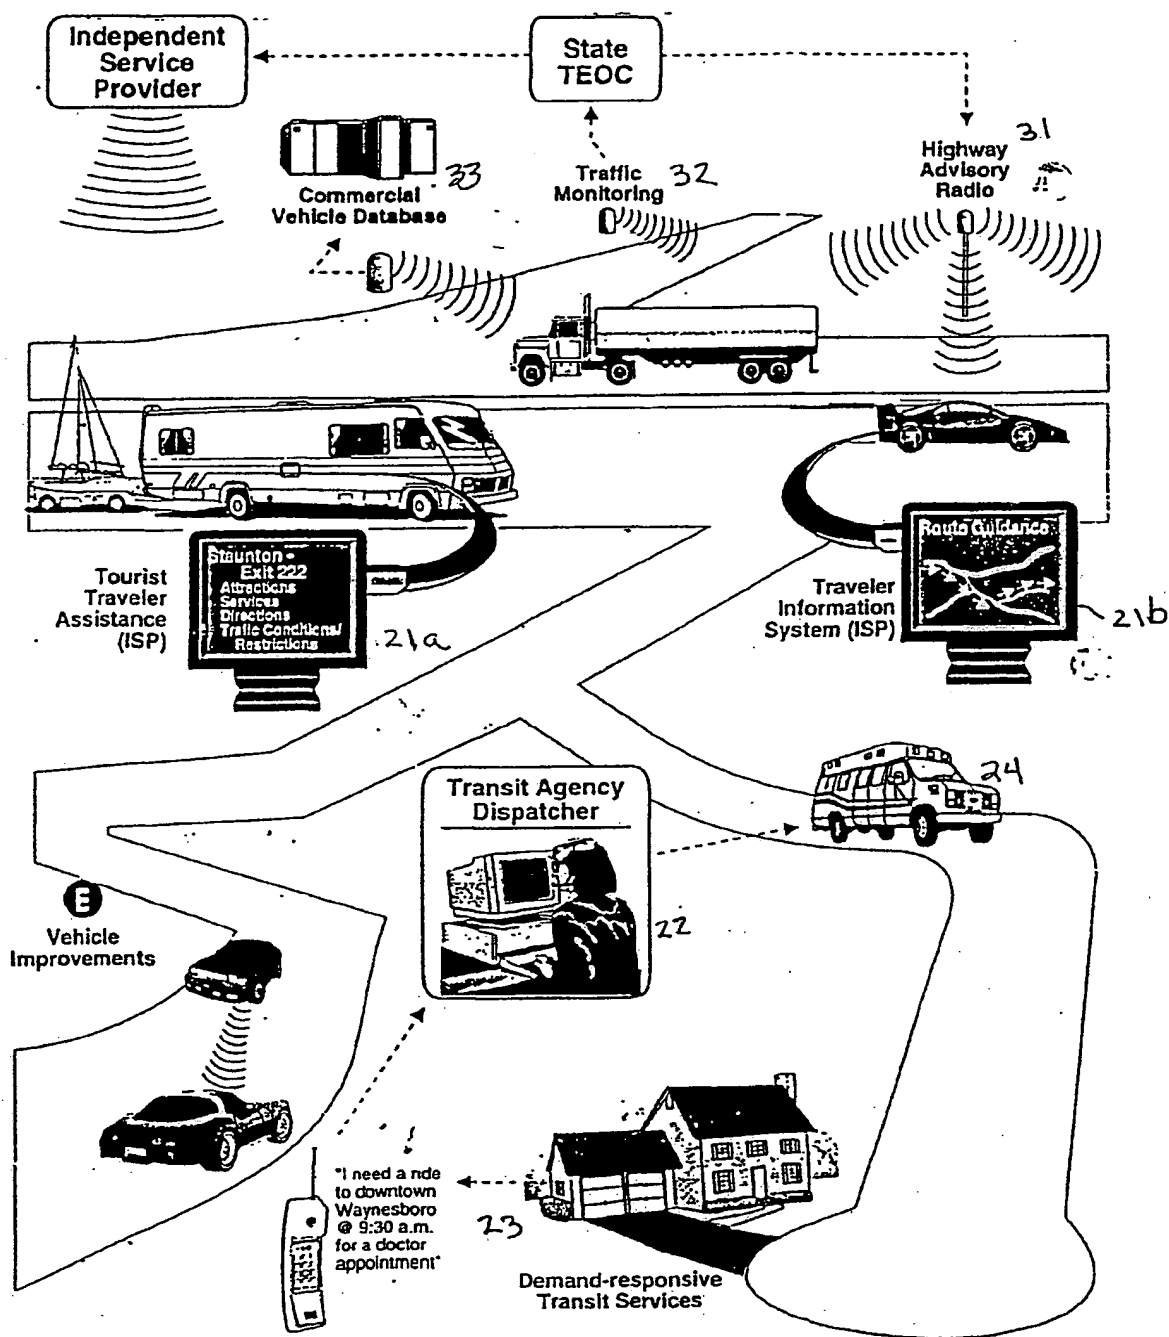 Independent
Service
Provider
State
TEOC
Highway
Advisory
Radio
31
Commercial
Vehicle Database
33
Traffic
Monitoring
32
Tourist
Traveler
Assistance
(ISP)
Staunton -
Exit 222
Attractions
Services
Directions
Traffic Conditions/
Restrictions
21a
Traveler
Information
System (ISP)
Route Guidance
21b
Transit Agency
Dispatcher
22
24
E
Vehicle
Improvements
"I need a ride
to downtown
Waynesboro
@ 9:30 a.m.
for a doctor
appointment"
23
Demand-responsive
Transit Services